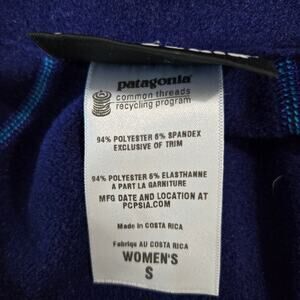 patagonia
common threads
recycling program
94% POLYESTER 6% SPANDEX
EXCLUSIVE OF TRIM
94% POLYESTER 6% ELASTHANNE
A PART LA GARNITURE
MFG DATE AND LOCATION AT
PCPSIA.COM
Made in COSTA RICA
Fabriqe AU COSTA RICA
WOMEN'S
S